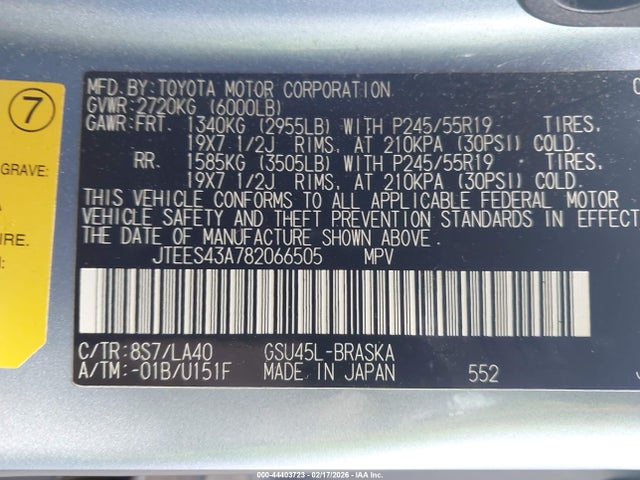 MFD.BY:TOYOTA MOTOR CORPORATION
GVWR:2720KG (6000LB)
GAWR:FRT. 1340KG (2955LB) WITH P245/55R19 TIRES.
19X7 1/2J RIMS. AT 210KPA (30PSI) COLD.
RR. 1585KG (3505LB) WITH P245/55R19 TIRES.
19X7 1/2J RIMS. AT 210KPA (30PSI) COLD.
THIS VEHICLE CONFORMS TO ALL APPLICABLE FEDERAL MOTOR
VEHICLE SAFETY AND THEFT PREVENTION STANDARDS IN EFFECT
THE DATE OF MANUFACTURE SHOWN ABOVE.
JTEES43A782066505 MPV
C/TR:8S7/LA40 GSU45L-BRASKA
A/TM:-01B/U151F MADE IN JAPAN 552
7
GRAVE:
000-44403723 - 02/17/2026 - IAA Inc.